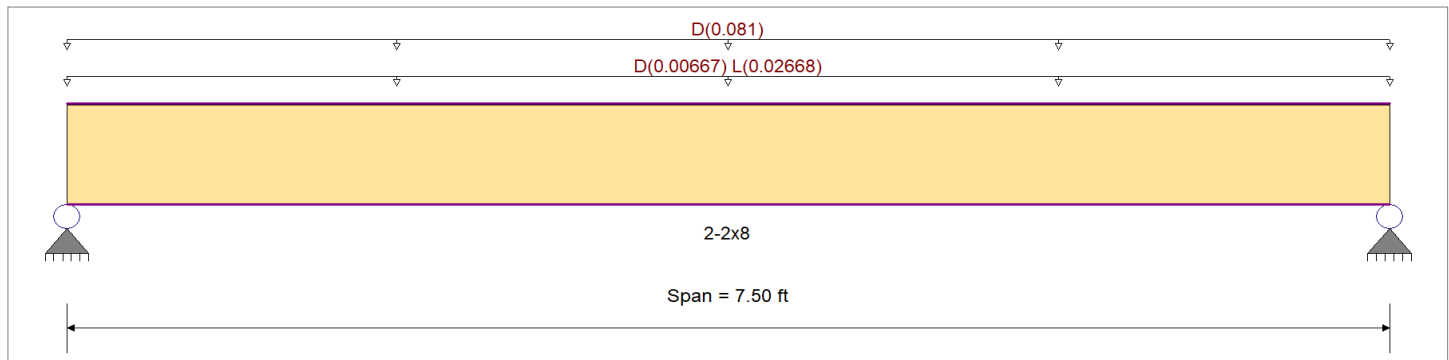 D(0.081)
D(0.00667) L(0.02668)
2-2x8
Span = 7.50 ft